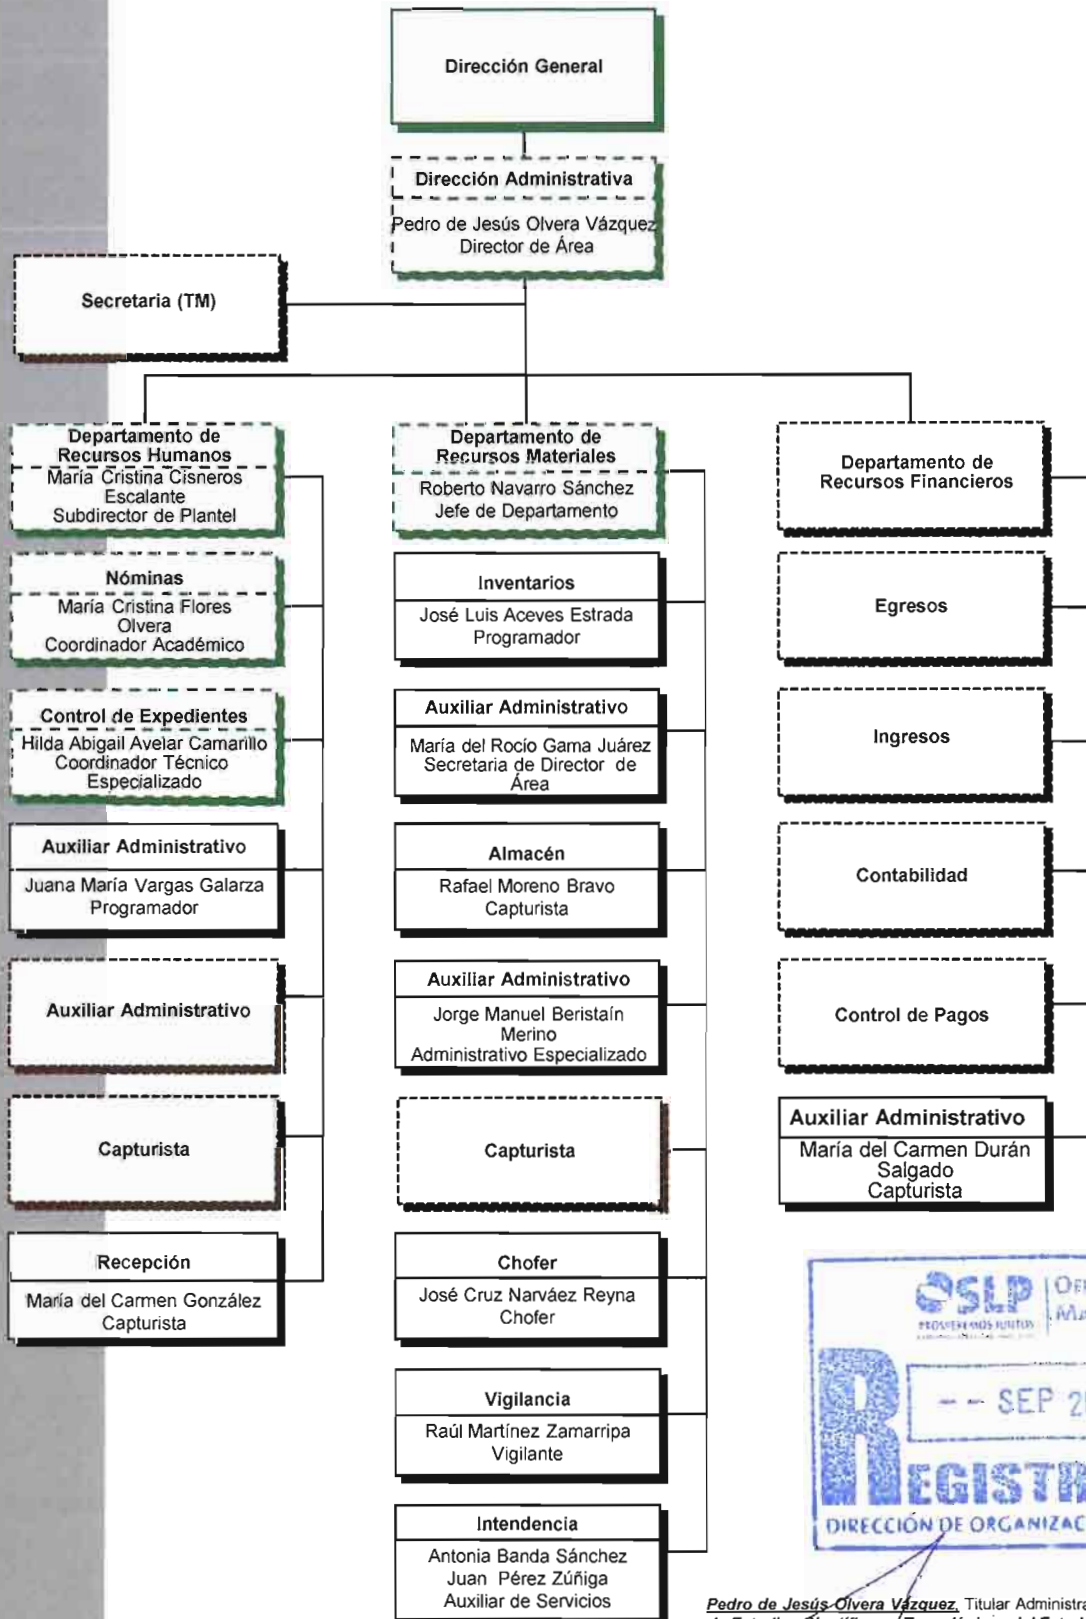 Dirección General
Dirección Administrativa
Pedro de Jesús Olvera Vázquez
Director de Área
Secretaria (TM)
Departamento de
Recursos Humanos
María Cristina Cisneros
Escalante
Subdirector de Plantel
Nóminas
María Cristina Flores
Olvera
Coordinador Académico
Control de Expedientes
Hilda Abigail Avelar Camarillo
Coordinador Técnico
Especializado
Auxiliar Administrativo
Juana María Vargas Galarza
Programador
Auxiliar Administrativo
Capturista
Recepción
María del Carmen González
Capturista
Departamento de
Recursos Materiales
Roberto Navarro Sánchez
Jefe de Departamento
Inventarios
José Luis Aceves Estrada
Programador
Auxiliar Administrativo
María del Rocío Gama Juárez
Secretaria de Director de
Área
Almacén
Rafael Moreno Bravo
Capturista
Auxiliar Administrativo
Jorge Manuel Beristaín
Merino
Administrativo Especializado
Capturista
Chofer
José Cruz Narváez Reyna
Chofer
Vigilancia
Raúl Martínez Zamarripa
Vigilante
Intendencia
Antonia Banda Sánchez
Juan Pérez Zúñiga
Auxiliar de Servicios
Departamento de
Recursos Financieros
Egresos
Ingresos
Contabilidad
Control de Pagos
Auxiliar Administrativo
María del Carmen Durán
Salgado
Capturista
SLP
PROSPEREMOS JUNTOS
-- SEP 2
REGISTR
DIRECCIÓN DE ORGANIZAC
Pedro de Jesús Olvera Vázquez, Titular Administra